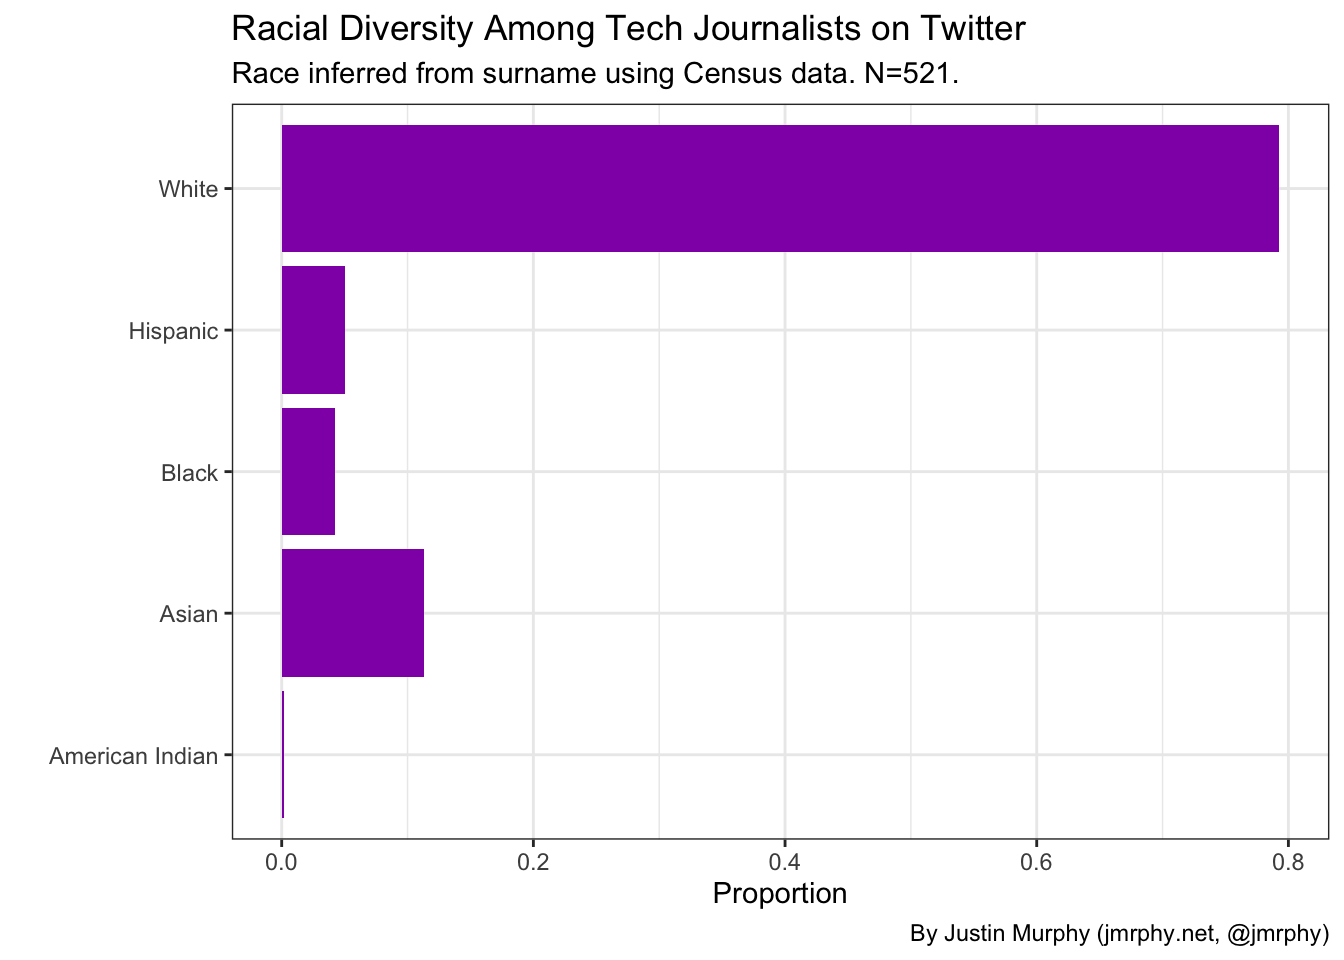 Racial Diversity Among Tech Journalists on Twitter
Race inferred from surname using Census data. N=521.
White
Hispanic
Black
Asian
American Indian
0.0 0.2 0.4 0.6 0.8
Proportion
By Justin Murphy (jmrphy.net, @jmrphy)